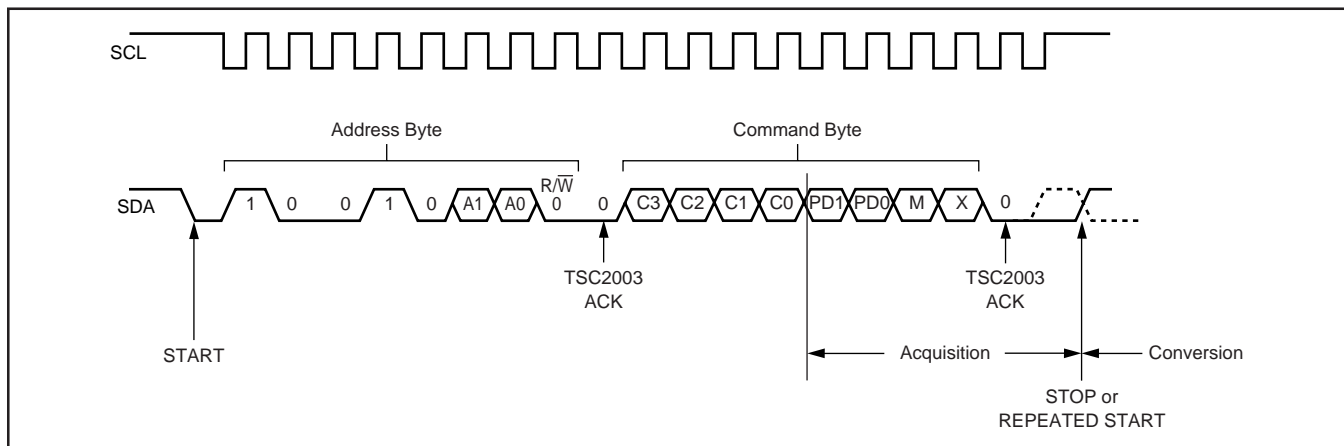 SCL
Address Byte
Command Byte
R/W̅
SDA
1 0 0 1 0 A1 A0 0 0 C3 C2 C1 C0 PD1 PD0 M X 0
TSC2003
ACK
TSC2003
ACK
START
Acquisition
Conversion
STOP or
REPEATED START